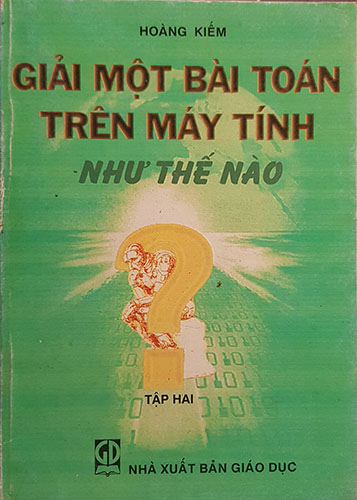 HOÀNG KIẾM
GIẢI MỘT BÀI TOÁN
TRÊN MÁY TÍNH
NHƯ THẾ NÀO
TẬP HAI
GD
NHÀ XUẤT BẢN GIÁO DỤC